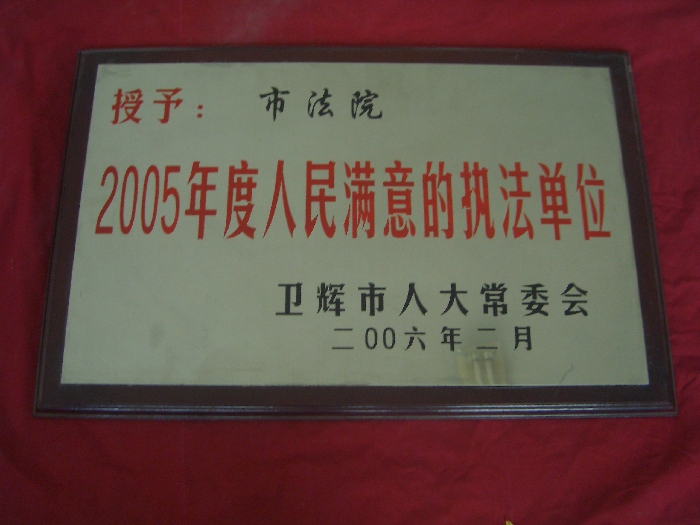 授予： 市法院
2005年度人民满意的执法单位
卫辉市人大常委会
二00六年二月